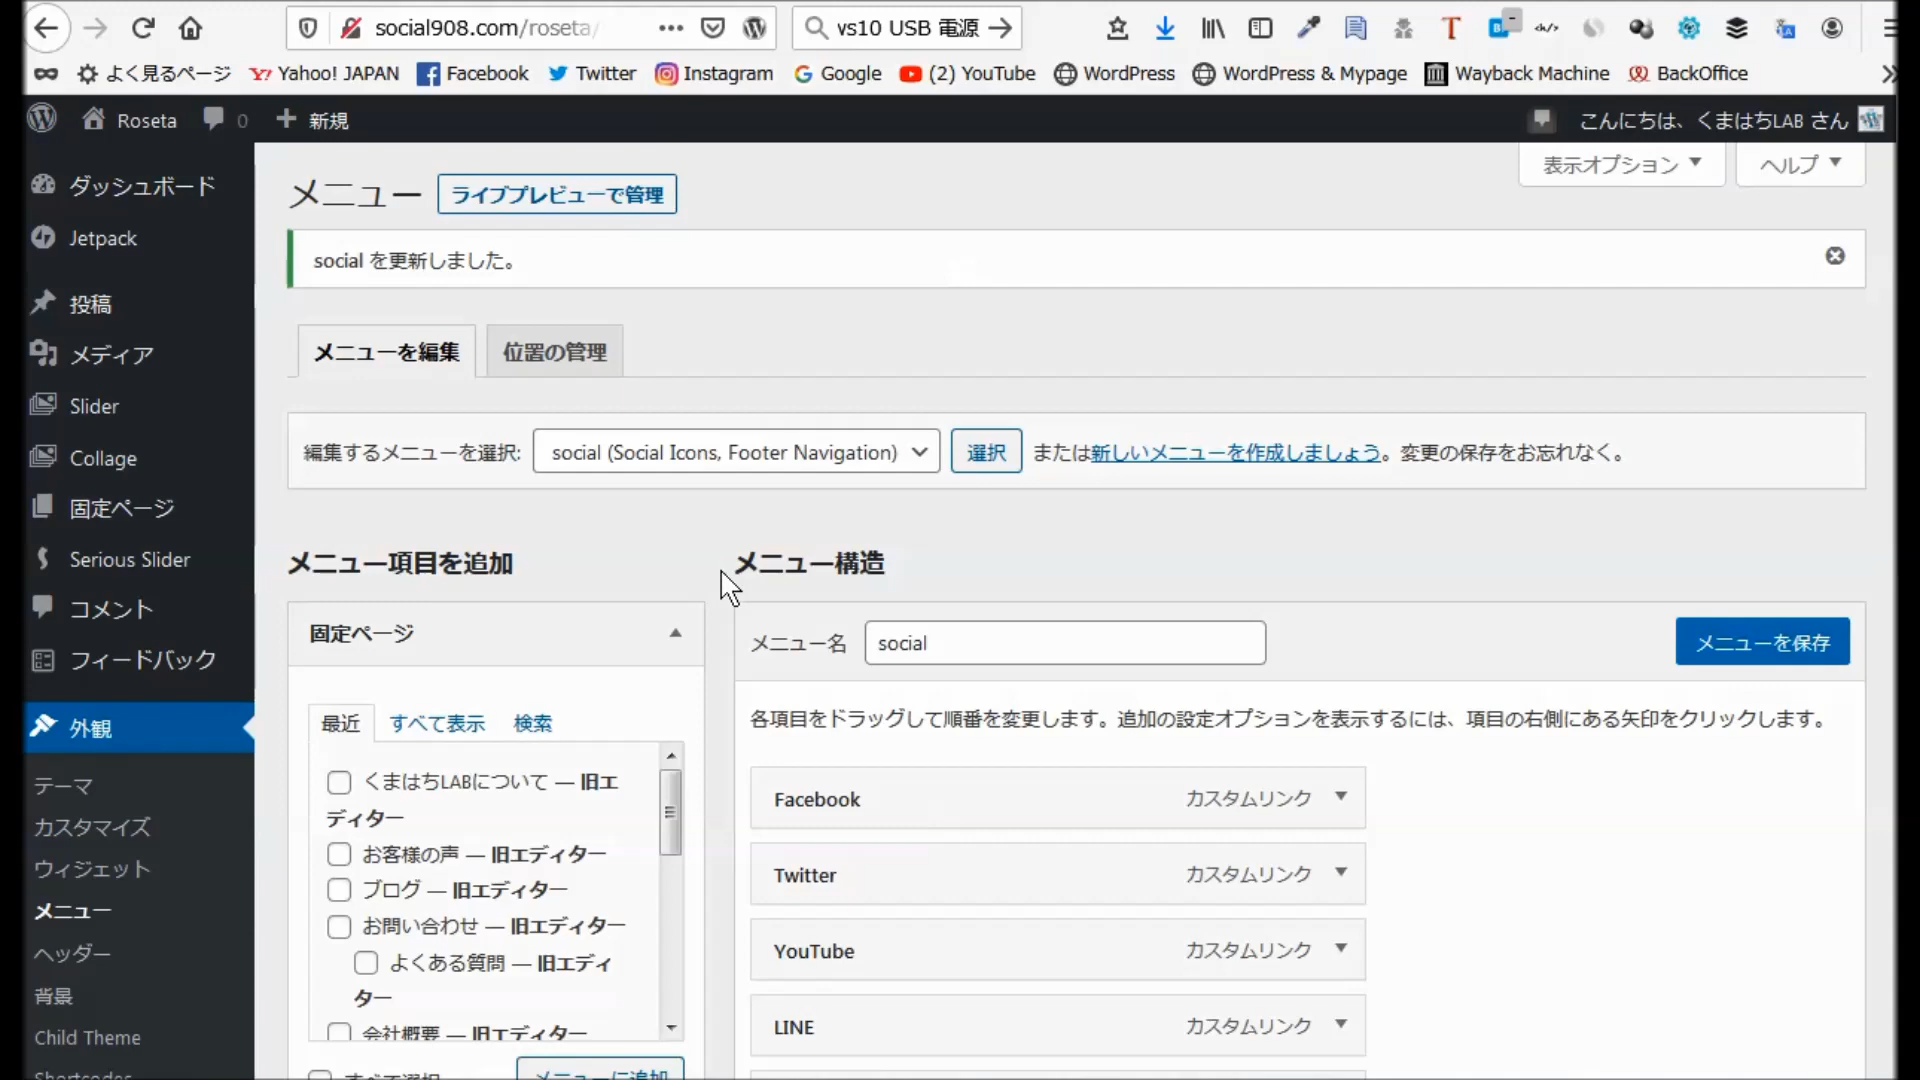 social908.com/roseta/
vs10 USB 電源
よく見るページ Yahoo! JAPAN Facebook Twitter Instagram Google (2) YouTube WordPress WordPress & Mypage Wayback Machine BackOffice
Roseta 0 新規 こんにちは、くまはちLAB さん
表示オプション ヘルプ
ダッシュボード
Jetpack
投稿
メディア
Slider
Collage
固定ページ
Serious Slider
コメント
フィードバック
外観
テーマ
カスタマイズ
ウィジェット
メニュー
ヘッダー
背景
Child Theme
メニュー ライブプレビューで管理
social を更新しました。
メニューを編集 位置の管理
編集するメニューを選択: social (Social Icons, Footer Navigation) 選択 または新しいメニューを作成しましょう。変更の保存をお忘れなく。
メニュー項目を追加
固定ページ
最近 すべて表示 検索
くまはちLABについて — 旧エ
ディター
お客様の声 — 旧エディター
ブログ — 旧エディター
お問い合わせ — 旧エディター
よくある質問 — 旧エディ
ター
会社概要 — 旧エディター
すべて選択 メニューに追加
メニュー構造
メニュー名 social メニューを保存
各項目をドラッグして順番を変更します。追加の設定オプションを表示するには、項目の右側にある矢印をクリックします。
Facebook カスタムリンク
Twitter カスタムリンク
YouTube カスタムリンク
LINE カスタムリンク